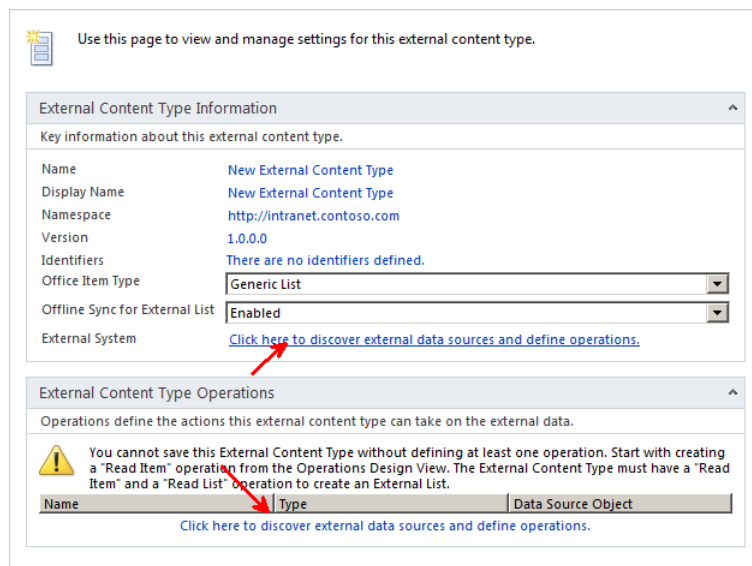 Use this page to view and manage settings for this external content type.
External Content Type Information
Key information about this external content type.
Name New External Content Type
Display Name New External Content Type
Namespace http://intranet.contoso.com
Version 1.0.0.0
Identifiers There are no identifiers defined.
Office Item Type Generic List
Offline Sync for External List Enabled
External System Click here to discover external data sources and define operations.
External Content Type Operations
Operations define the actions this external content type can take on the external data.
You cannot save this External Content Type without defining at least one operation. Start with creating
a "Read Item" operation from the Operations Design View. The External Content Type must have a "Read
Item" and a "Read List" operation to create an External List.
Name Type Data Source Object
Click here to discover external data sources and define operations.